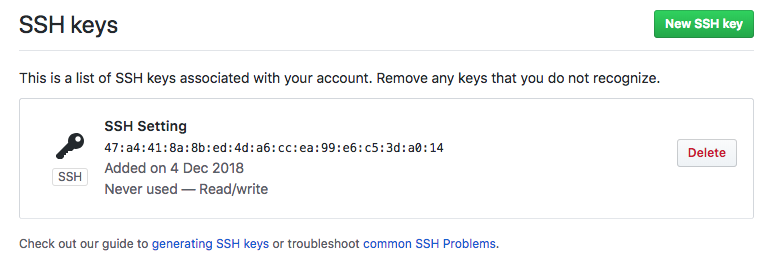 SSH keys
New SSH key
This is a list of SSH keys associated with your account. Remove any keys that you do not recognize.
SSH Setting
47:a4:41:8a:8b:ed:4d:a6:cc:ea:99:e6:c5:3d:a0:14
Added on 4 Dec 2018
Never used — Read/write
SSH
Delete
Check out our guide to generating SSH keys or troubleshoot common SSH Problems.